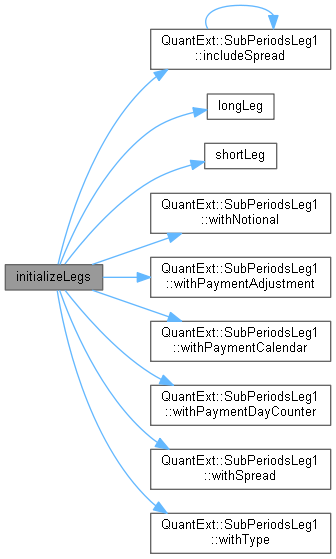 QuantExt::SubPeriodsLeg1
::includeSpread
longLeg
shortLeg
QuantExt::SubPeriodsLeg1
::withNotional
initializeLegs
QuantExt::SubPeriodsLeg1
::withPaymentAdjustment
QuantExt::SubPeriodsLeg1
::withPaymentCalendar
QuantExt::SubPeriodsLeg1
::withPaymentDayCounter
QuantExt::SubPeriodsLeg1
::withSpread
QuantExt::SubPeriodsLeg1
::withType